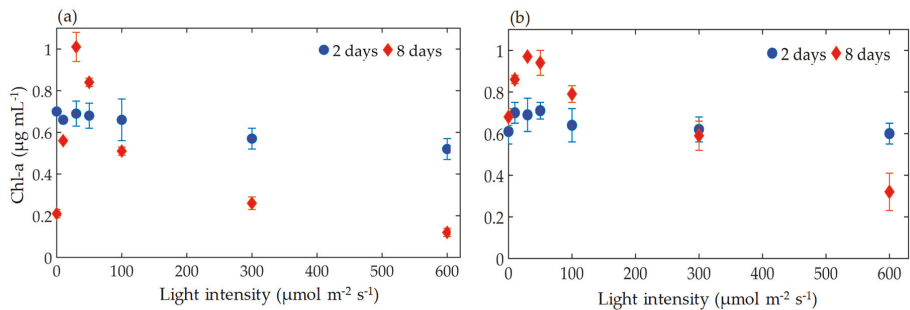 (a)
2 days 8 days
1
0.8
0.6
0.4
0.2
0
Chl-a (µg mL⁻¹)
0 100 200 300 400 500 600
Light intensity (µmol m⁻² s⁻¹)
(b)
2 days 8 days
1
0.8
0.6
0.4
0.2
0
0 100 200 300 400 500 600
Light intensity (µmol m⁻² s⁻¹)